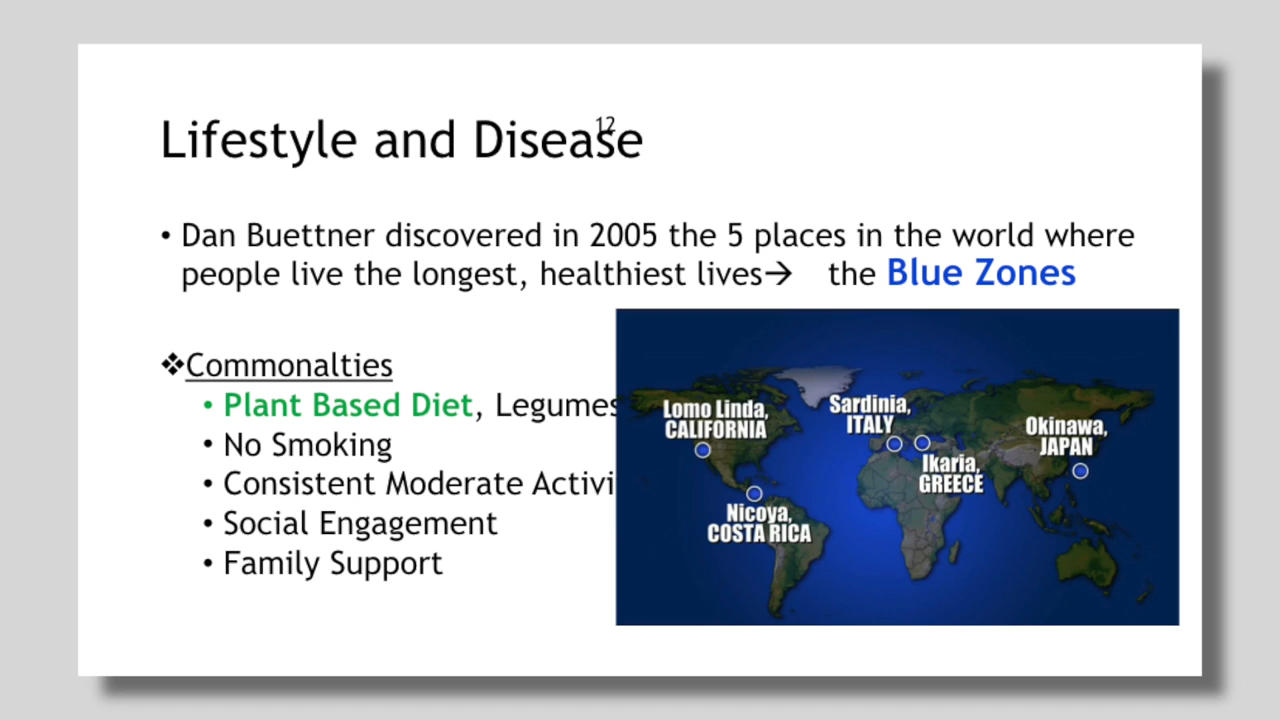 12
Lifestyle and Disease
• Dan Buettner discovered in 2005 the 5 places in the world where
people live the longest, healthiest lives→ the Blue Zones
❖Commonalties
• Plant Based Diet, Legumes
• No Smoking
• Consistent Moderate Activi
• Social Engagement
• Family Support
Lomo Linda,
CALIFORNIA
Sardinia,
ITALY
Okinawa,
JAPAN
Ikaria,
GREECE
Nicoya,
COSTA RICA